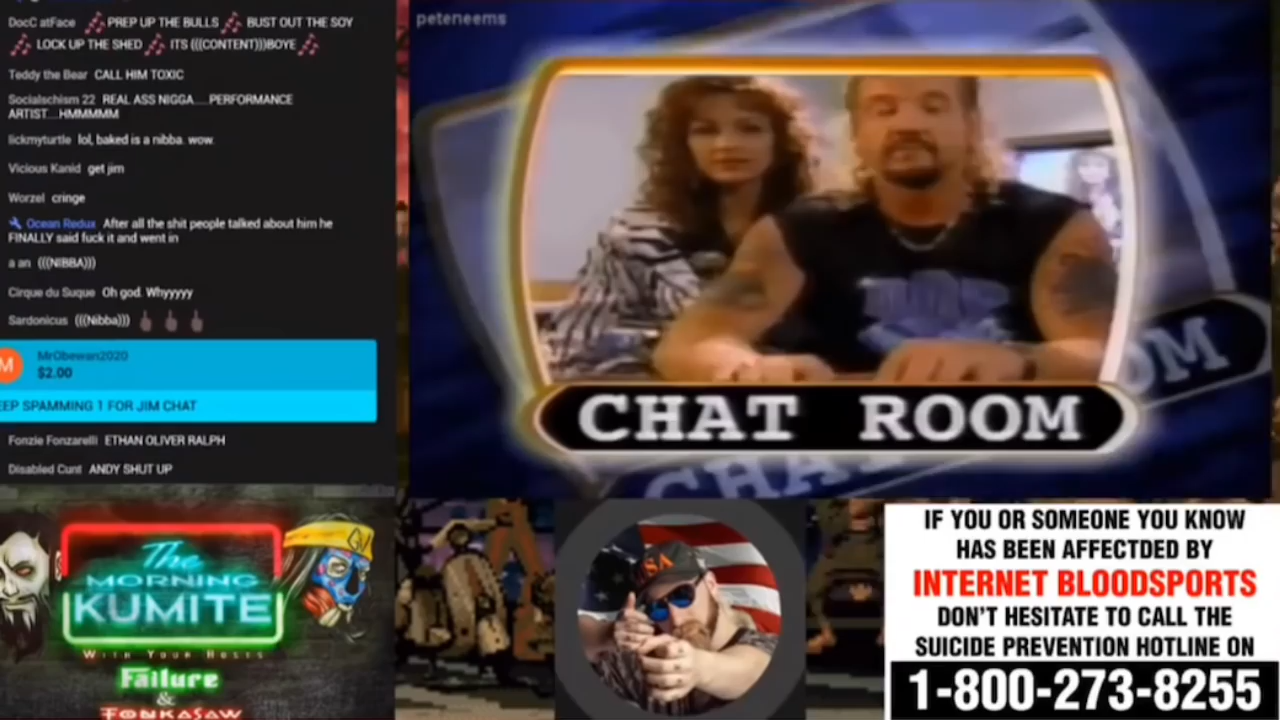 DocC atFace PREP UP THE BULLS BUST OUT THE SOY
LOCK UP THE SHED ITS (((CONTENT)))BOYE
Teddy the Bear CALL HIM TOXIC
Socialschism 22 REAL ASS NIGGA.....PERFORMANCE
ARTIST...HMMMMM
lickmyturtle lol, baked is a nibba. wow.
Vicious Kanid get jim
Worzel cringe
Ocean Redux After all the shit people talked about him he
FINALLY said fuck it and went in
a an (((NIBBA)))
Cirque du Suque Oh god. Whyyyyy
Sardonicus (((Nibba)))
M
MrObewan2020
$2.00
EEP SPAMMING 1 FOR JIM CHAT
Fonzie Fonzarelli ETHAN OLIVER RALPH
Disabled Cunt ANDY SHUT UP
peteneems
CHAT ROOM
The
MORNING
KUMITE
WITH YOUR HOSTS
Failure
&
TONKASAW
SA
IF YOU OR SOMEONE YOU KNOW
HAS BEEN AFFECTDED BY
INTERNET BLOODSPORTS
DON'T HESITATE TO CALL THE
SUICIDE PREVENTION HOTLINE ON
1-800-273-8255